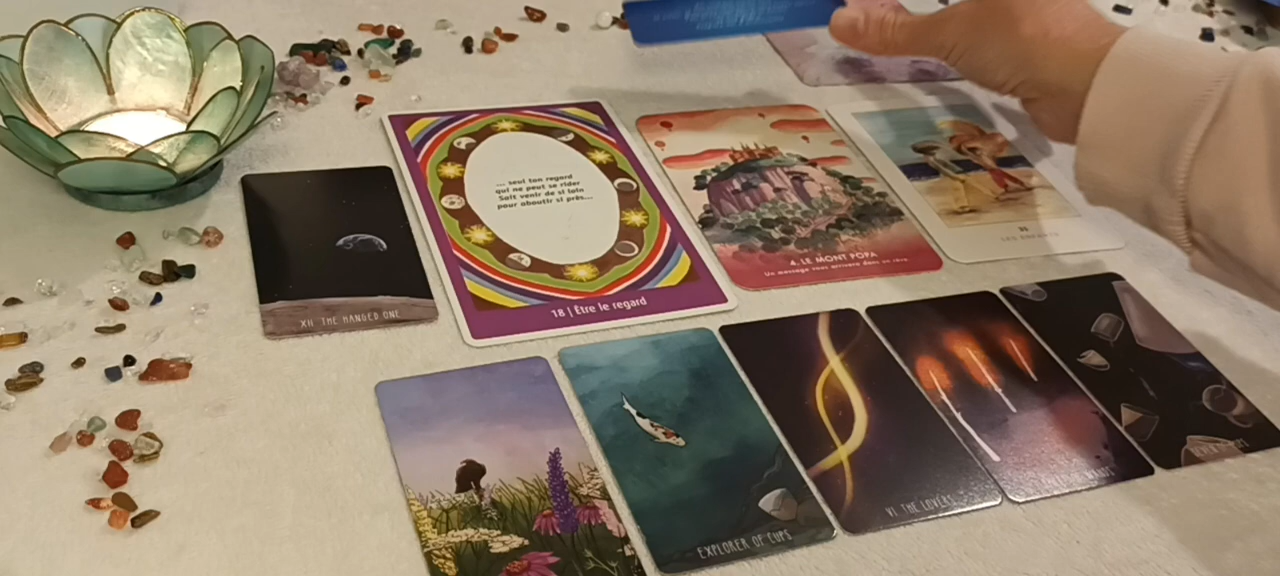 ... seul ton regard
qui ne peut se rider
Sait venir de si loin
pour aboutir si près...
18 | Être le regard
4. LE MONT POPA
Un message vous arrivera dans un rêve.
LES ENFANTS
XII THE HANGED ONE
EXPLORER OF CUPS
VI THE LOVERS